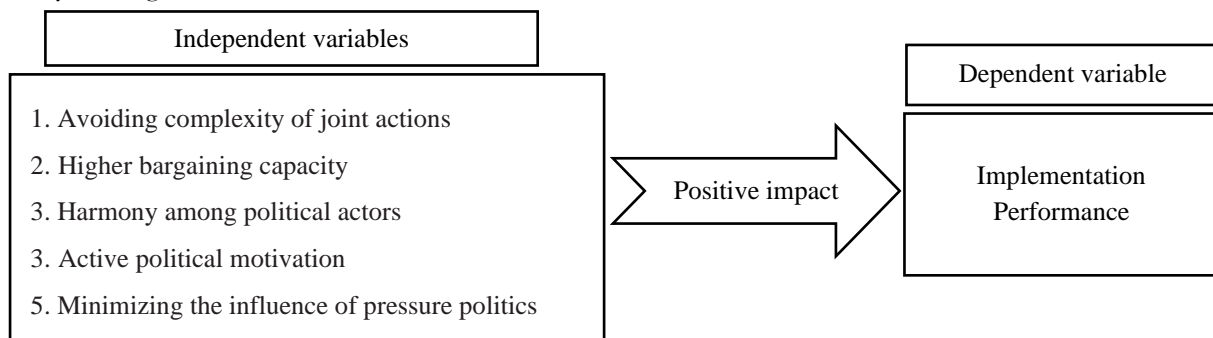 Independent variables
1. Avoiding complexity of joint actions
2. Higher bargaining capacity
3. Harmony among political actors
3. Active political motivation
5. Minimizing the influence of pressure politics
Positive impact
Dependent variable
Implementation
Performance